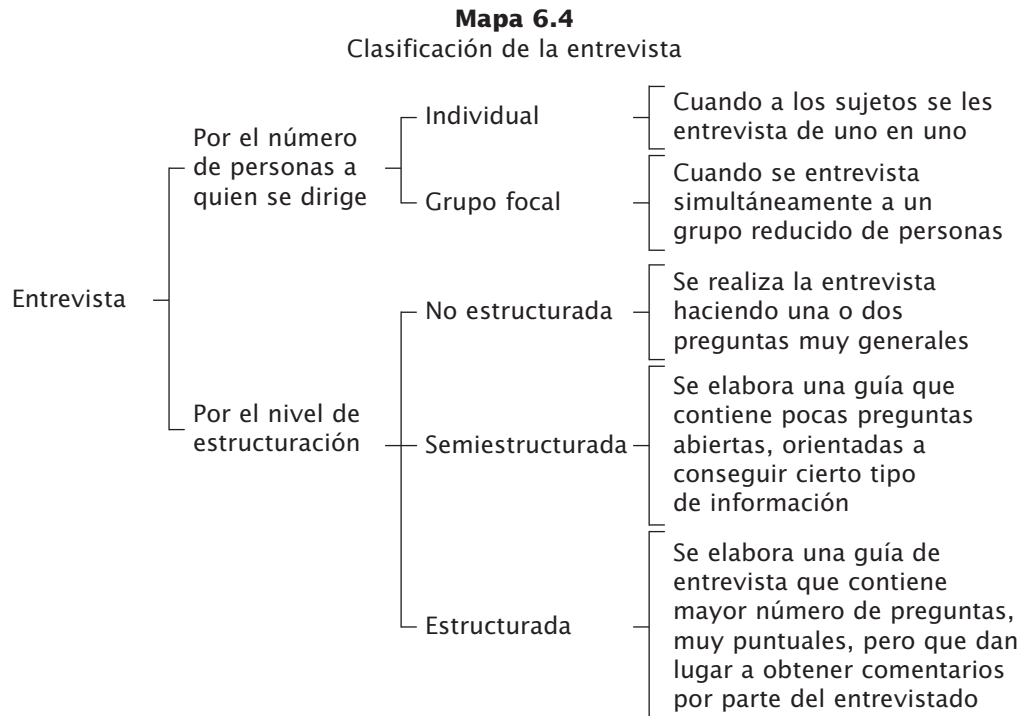 Mapa 6.4
Clasificación de la entrevista
Entrevista
Por el número
de personas a
quien se dirige
Individual
Cuando a los sujetos se les
entrevista de uno en uno
Grupo focal
Cuando se entrevista
simultáneamente a un
grupo reducido de personas
Por el nivel de
estructuración
No estructurada
Se realiza la entrevista
haciendo una o dos
preguntas muy generales
Semiestructurada
Se elabora una guía que
contiene pocas preguntas
abiertas, orientadas a
conseguir cierto tipo
de información
Estructurada
Se elabora una guía de
entrevista que contiene
mayor número de preguntas,
muy puntuales, pero que dan
lugar a obtener comentarios
por parte del entrevistado